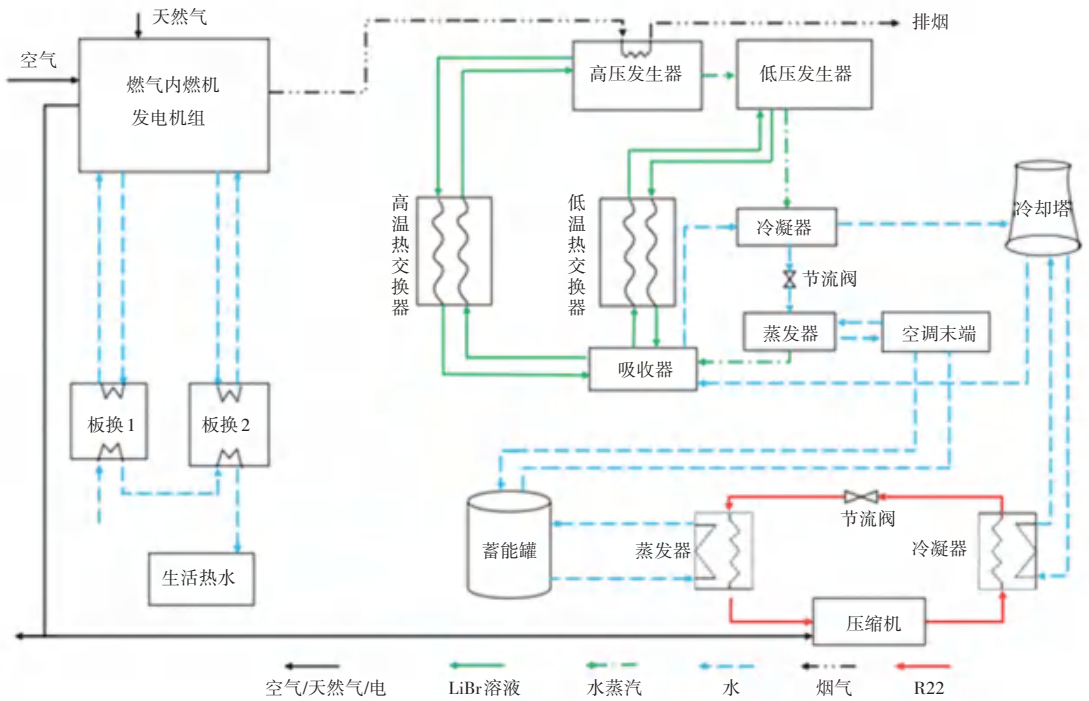 天然气
排烟
空气
燃气内燃机
发电机组
高压发生器
低压发生器
高温热交换器
低温热交换器
冷却塔
冷凝器
节流阀
蒸发器
空调末端
吸收器
板换1
板换2
节流阀
蓄能罐
蒸发器
冷凝器
生活热水
压缩机
空气/天然气/电
LiBr溶液
水蒸汽
水
烟气
R22